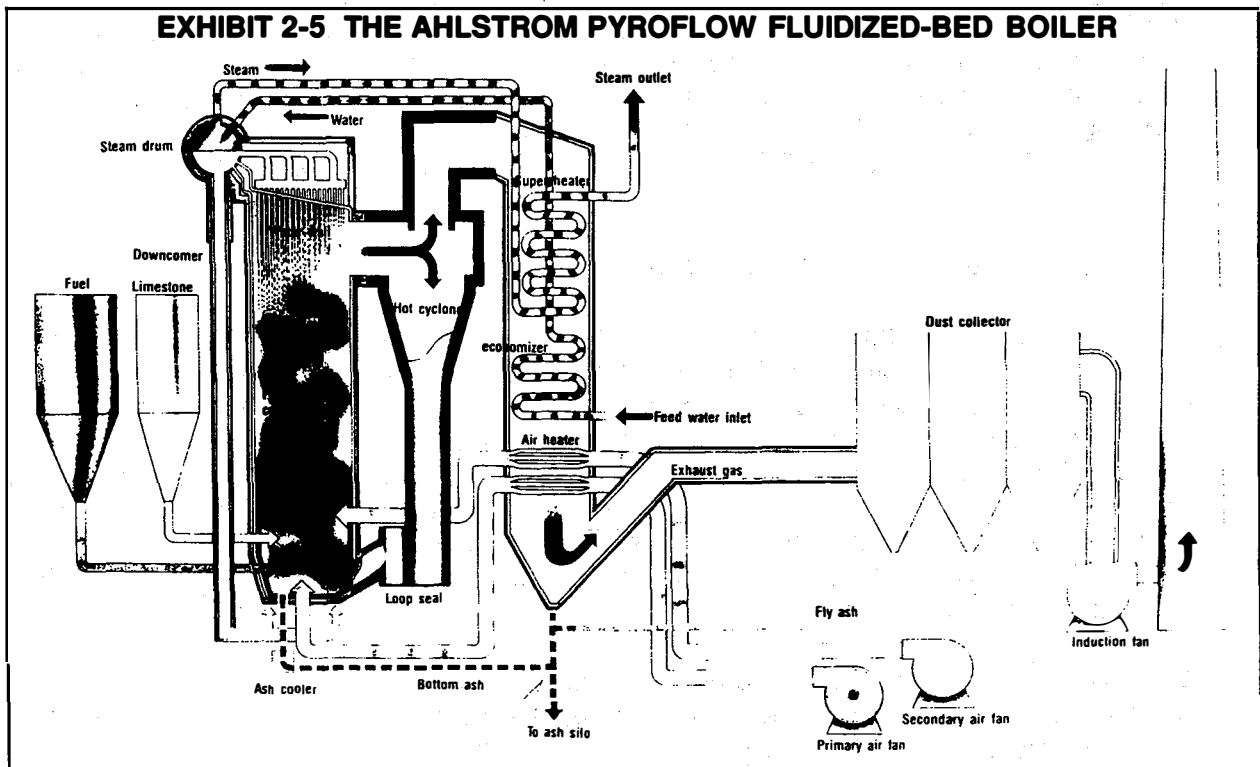 EXHIBIT 2-5 THE AHLSTROM PYROFLOW FLUIDIZED-BED BOILER
Steam
Steam outlet
Water
Steam drum
Superheater
Downcomer
Fuel
Limestone
Hot cyclone
Dust collector
economizer
Feed water inlet
Air heater
Exhaust gas
Loop seal
Fly ash
Induction fan
Ash cooler
Bottom ash
Secondary air fan
To ash silo
Primary air fan